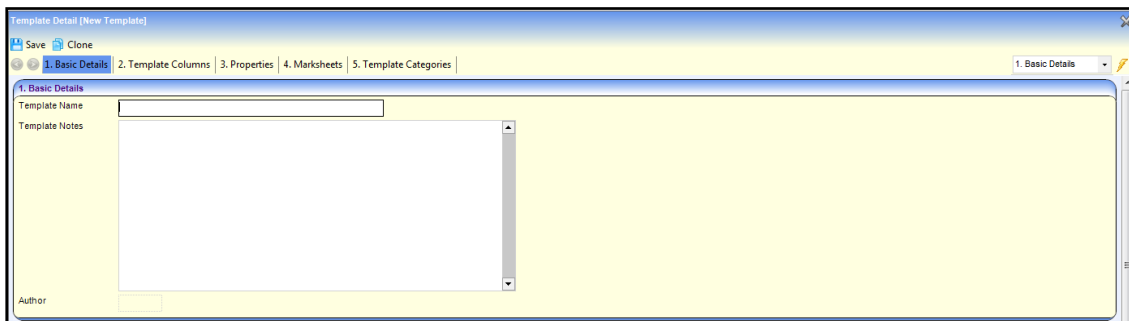 Template Detail [New Template]
Save Clone
1. Basic Details 2. Template Columns 3. Properties 4. Marksheets 5. Template Categories 1. Basic Details
1. Basic Details
Template Name
Template Notes
Author